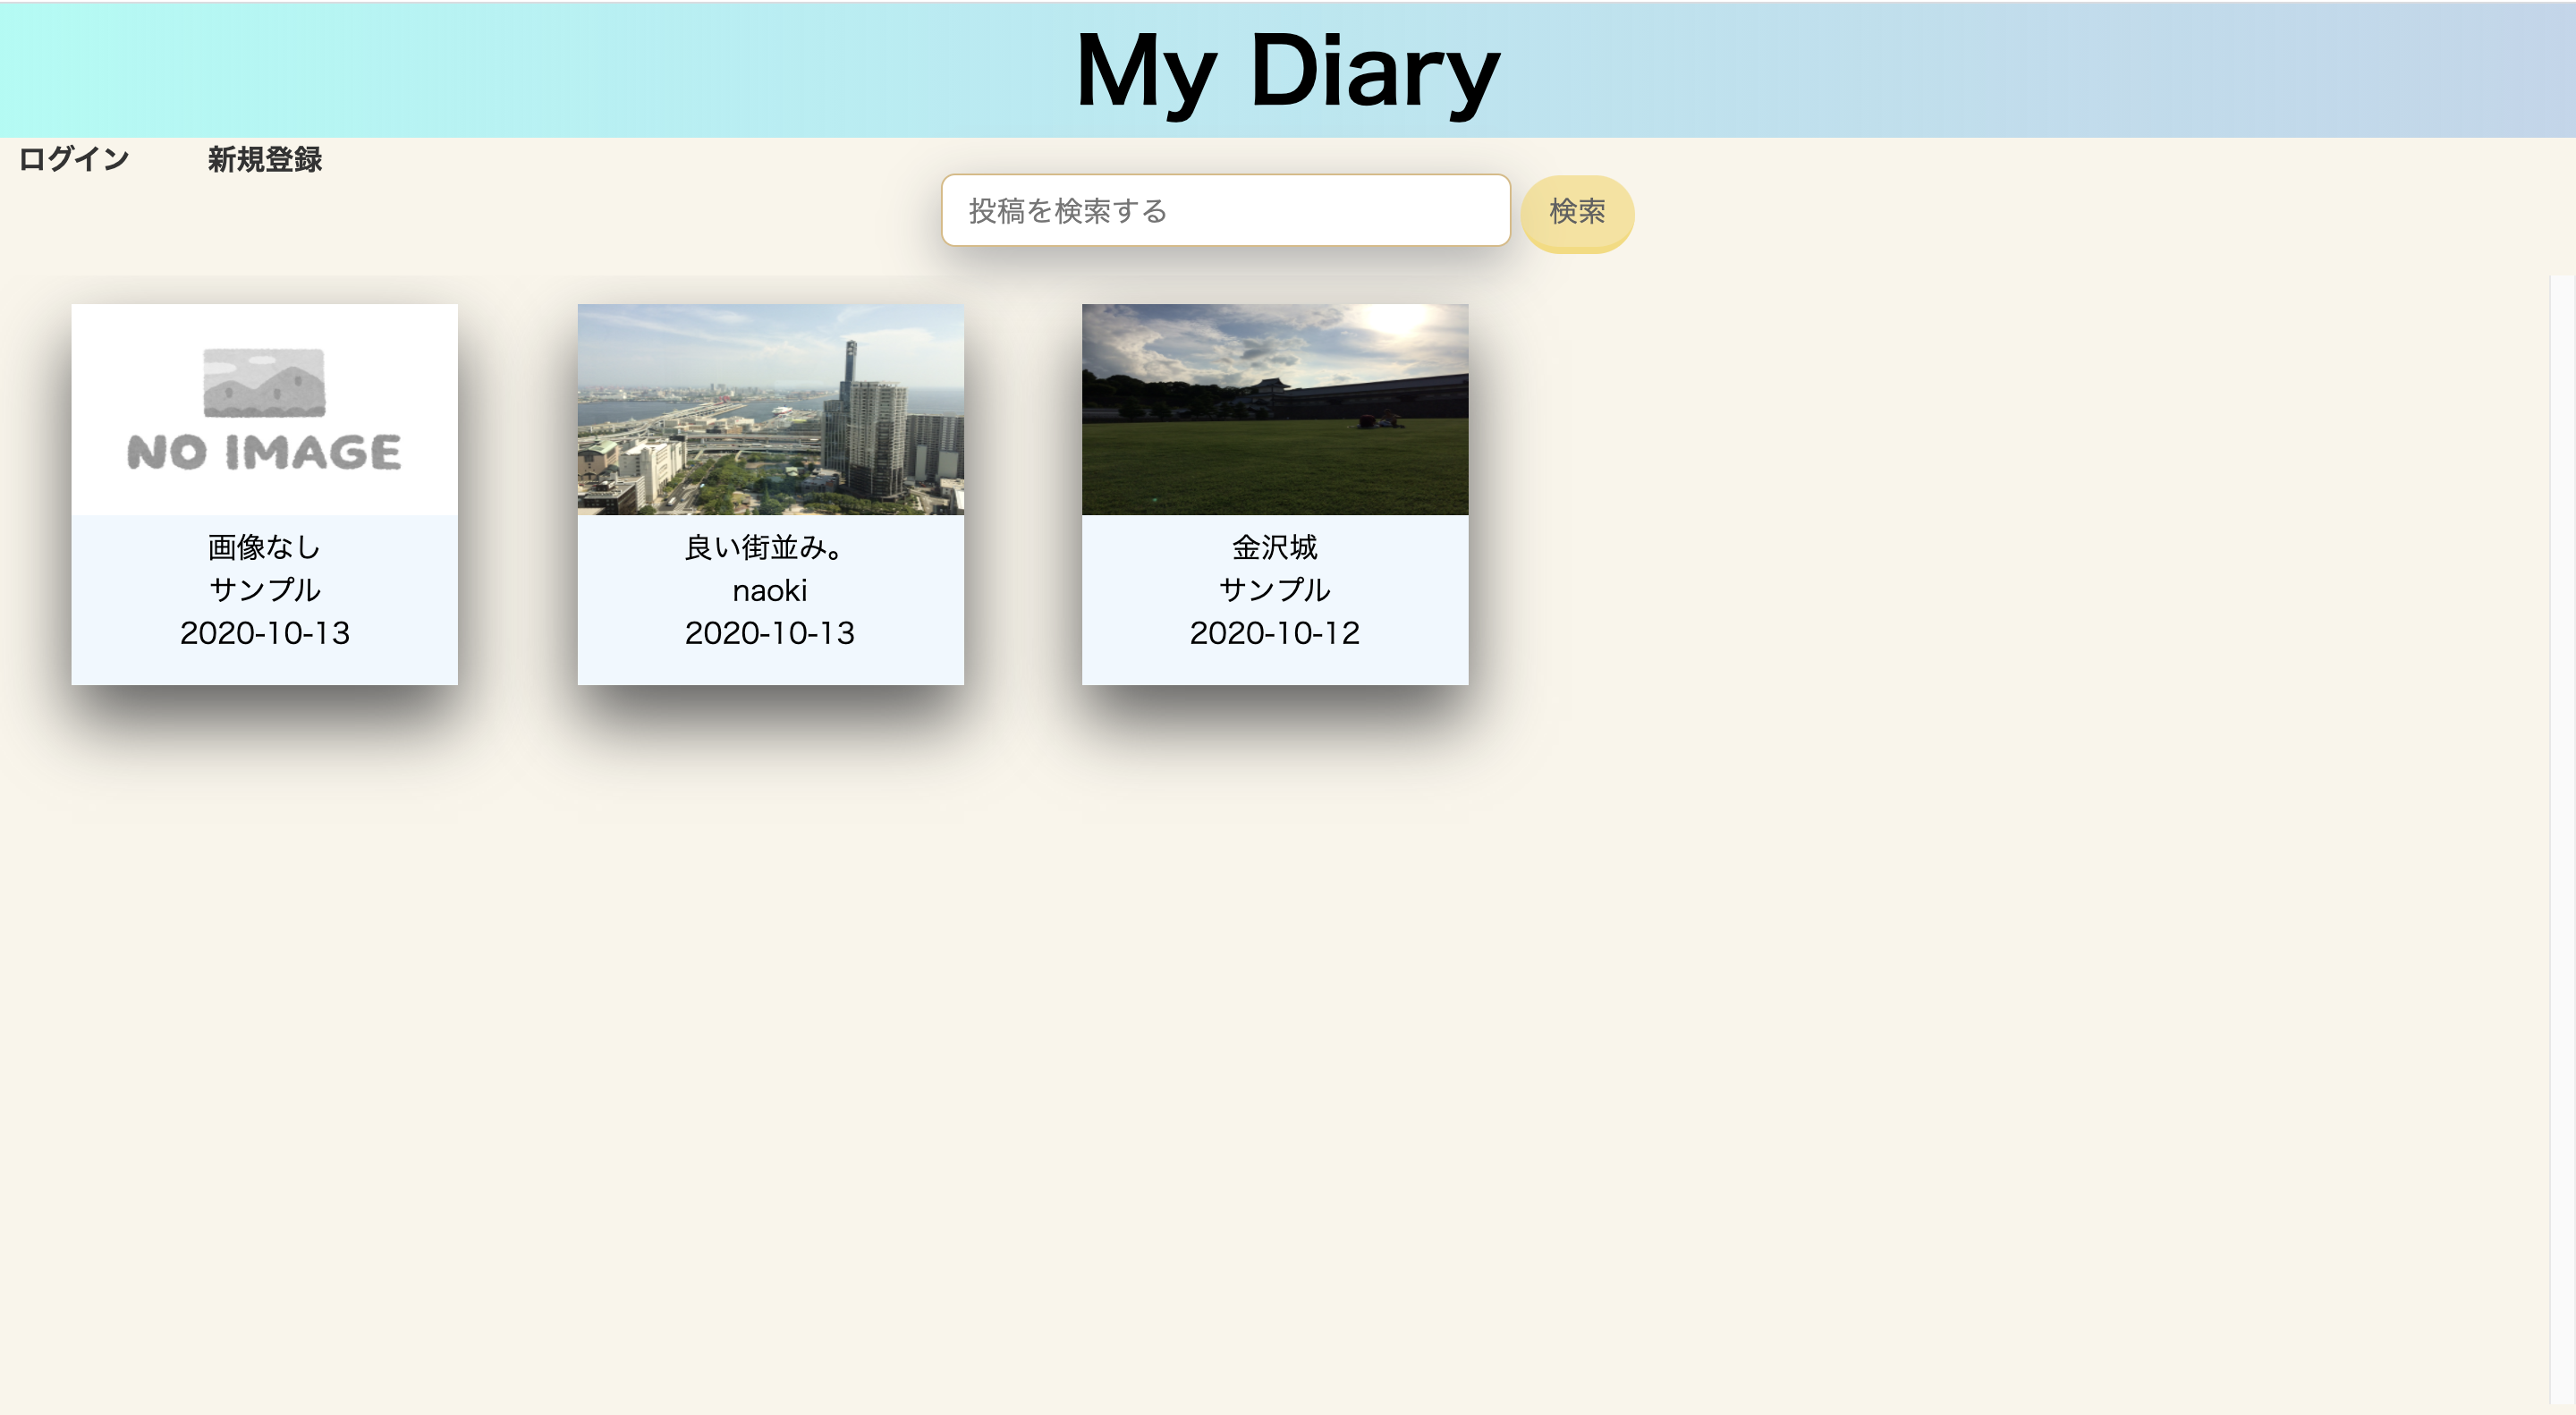 My Diary
ログイン 新規登録
投稿を検索する 検索
NO IMAGE
画像なし
サンプル
2020-10-13
良い街並み。
naoki
2020-10-13
金沢城
サンプル
2020-10-12